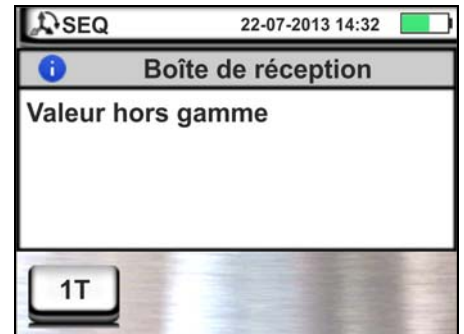 SEQ 22-07-2013 14:32
Boîte de réception
Valeur hors gamme
1T